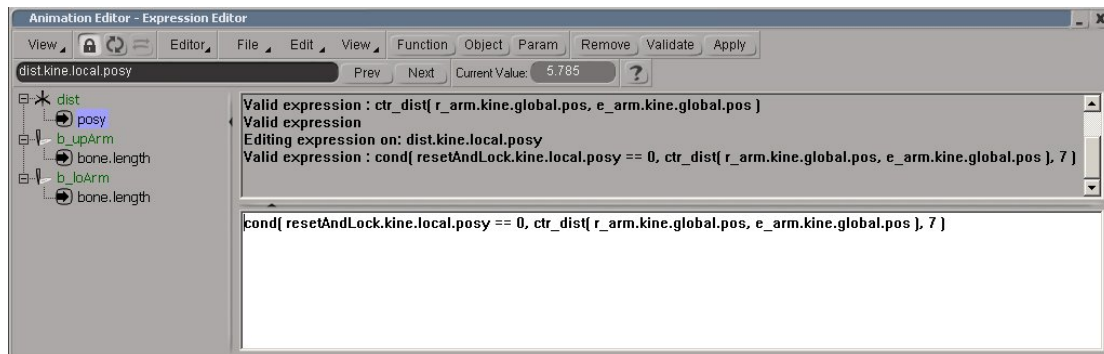 Animation Editor - Expression Editor
View Editor File Edit View Function Object Param Remove Validate Apply
dist.kine.local.posy Prev Next Current Value: 5.785 ?
dist
posy
b_upArm
bone.length
b_loArm
bone.length
Valid expression : ctr_dist( r_arm.kine.global.pos, e_arm.kine.global.pos )
Valid expression
Editing expression on: dist.kine.local.posy
Valid expression : cond( resetAndLock.kine.local.posy == 0, ctr_dist( r_arm.kine.global.pos, e_arm.kine.global.pos ), 7 )
cond( resetAndLock.kine.local.posy == 0, ctr_dist( r_arm.kine.global.pos, e_arm.kine.global.pos ), 7 )